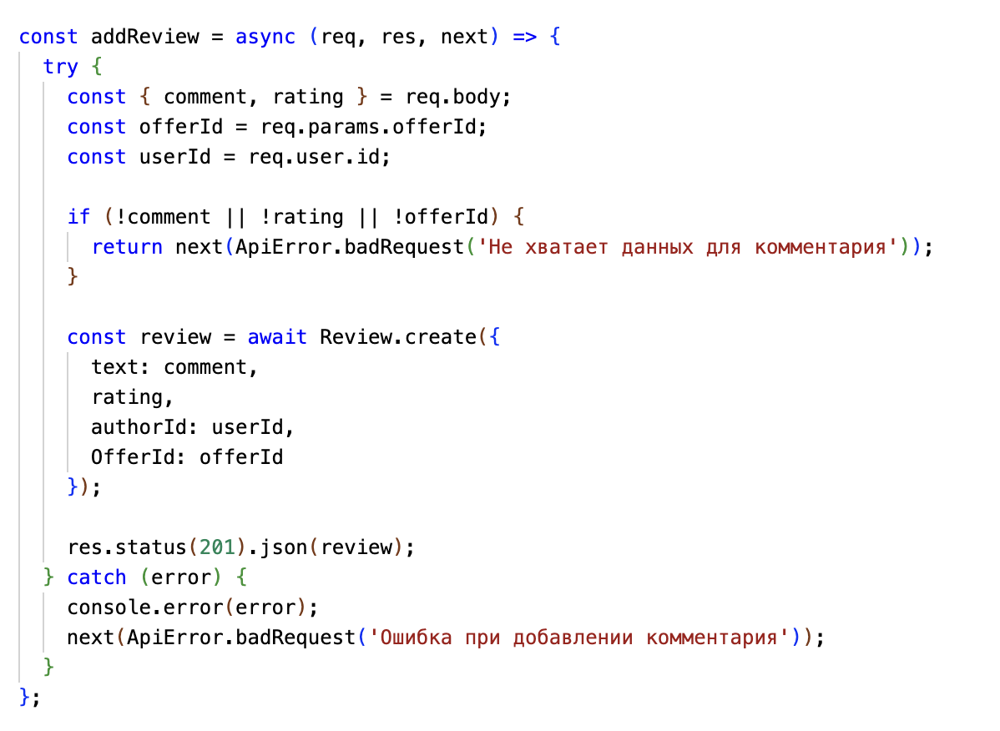 const addReview = async (req, res, next) => {
  try {
    const { comment, rating } = req.body;
    const offerId = req.params.offerId;
    const userId = req.user.id;

    if (!comment || !rating || !offerId) {
      return next(ApiError.badRequest('Не хватает данных для комментария'));
    }

    const review = await Review.create({
      text: comment,
      rating,
      authorId: userId,
      OfferId: offerId
    });

    res.status(201).json(review);
  } catch (error) {
    console.error(error);
    next(ApiError.badRequest('Ошибка при добавлении комментария'));
  }
};